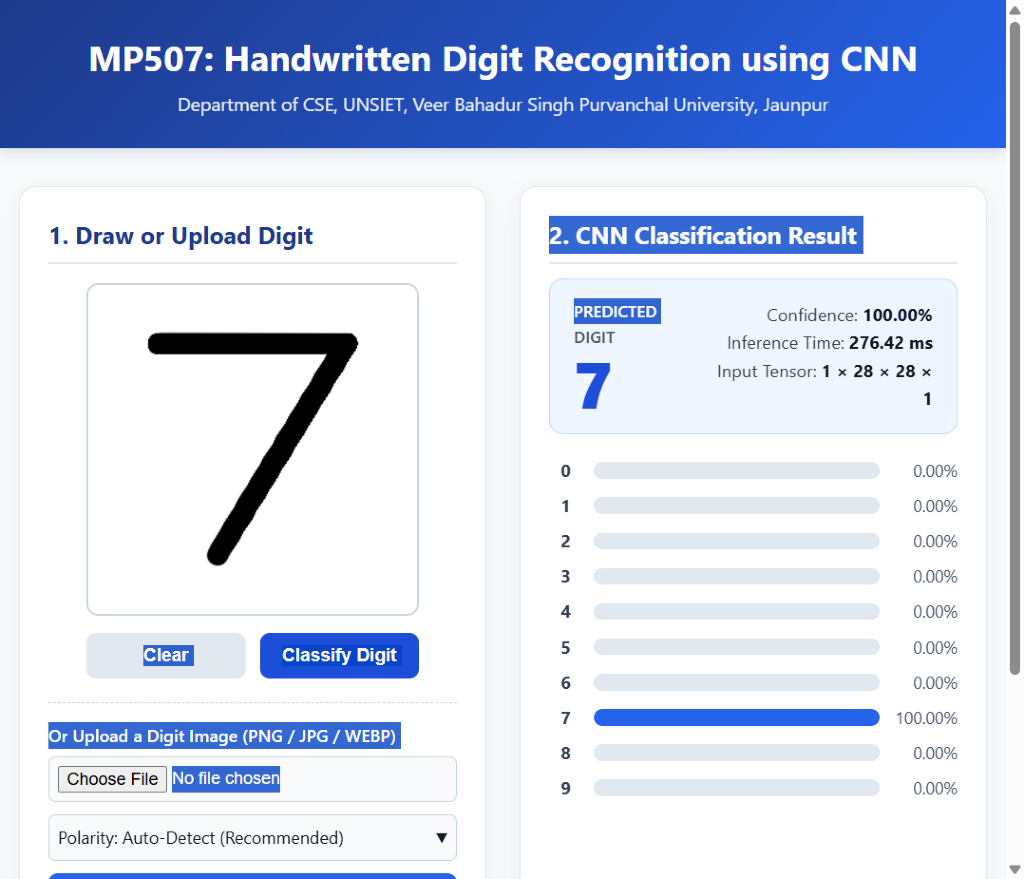 MP507: Handwritten Digit Recognition using CNN
Department of CSE, UNSIET, Veer Bahadur Singh Purvanchal University, Jaunpur
1. Draw or Upload Digit
7
Clear
Classify Digit
Or Upload a Digit Image (PNG / JPG / WEBP)
Choose File No file chosen
Polarity: Auto-Detect (Recommended)
2. CNN Classification Result
PREDICTED
DIGIT
7
Confidence: 100.00%
Inference Time: 276.42 ms
Input Tensor: 1 × 28 × 28 ×
1
0 0.00%
1 0.00%
2 0.00%
3 0.00%
4 0.00%
5 0.00%
6 0.00%
7 100.00%
8 0.00%
9 0.00%